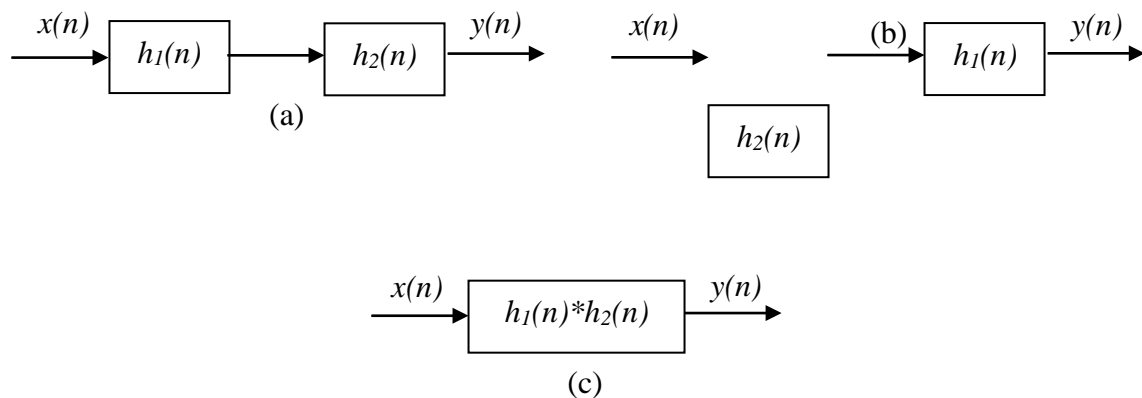 x(n) h₁(n) h₂(n) y(n)
(a)
x(n) h₂(n) (b) h₁(n) y(n)
x(n) h₁(n)*h₂(n) y(n)
(c)